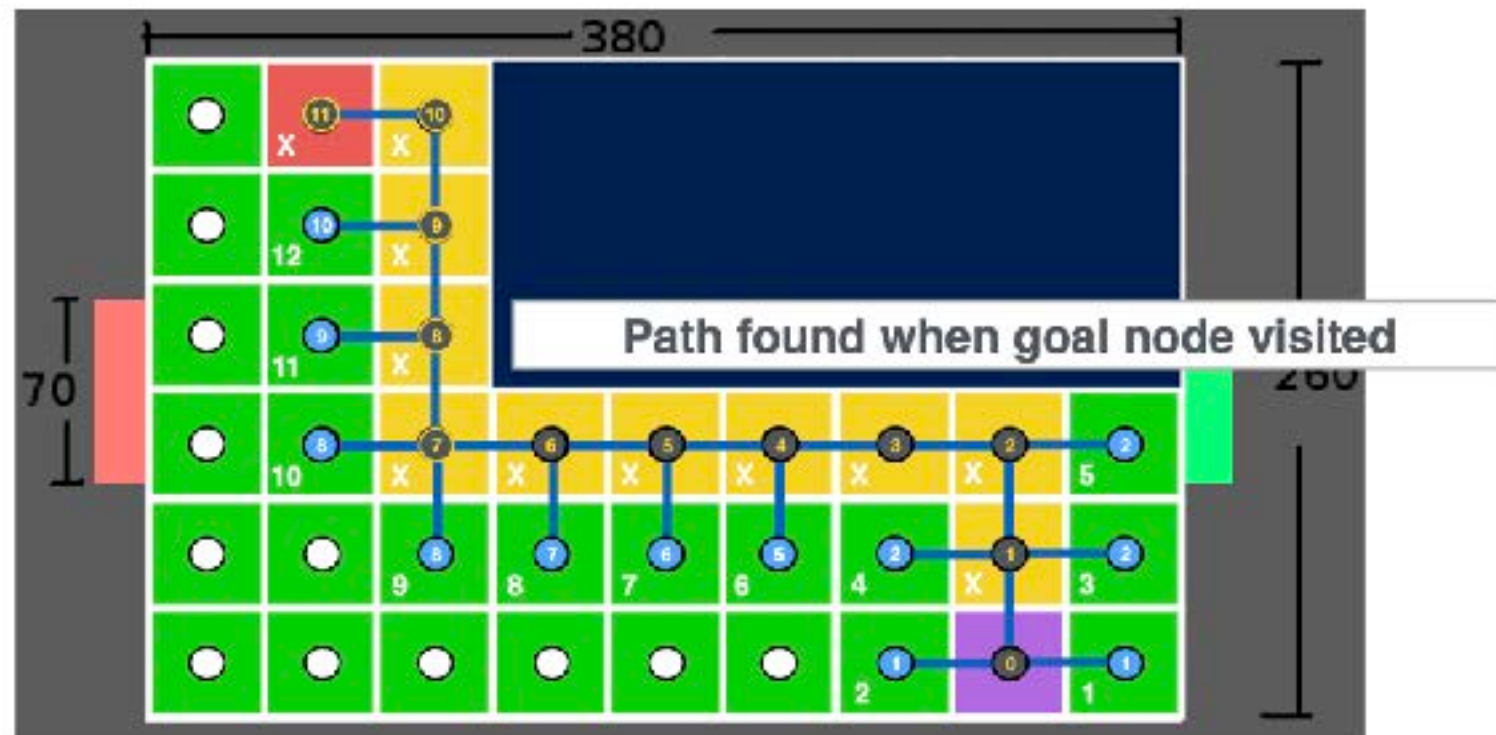 380
11 10
X X
10 9
12 X
9 8
Path found when goal node visited
11 X
70
260
8 7 6 5 4 3 2 2
10 X X X X X X 5
8 7 6 5 2 1 2
9 8 7 6 4 X 3
1 0 1
2 1